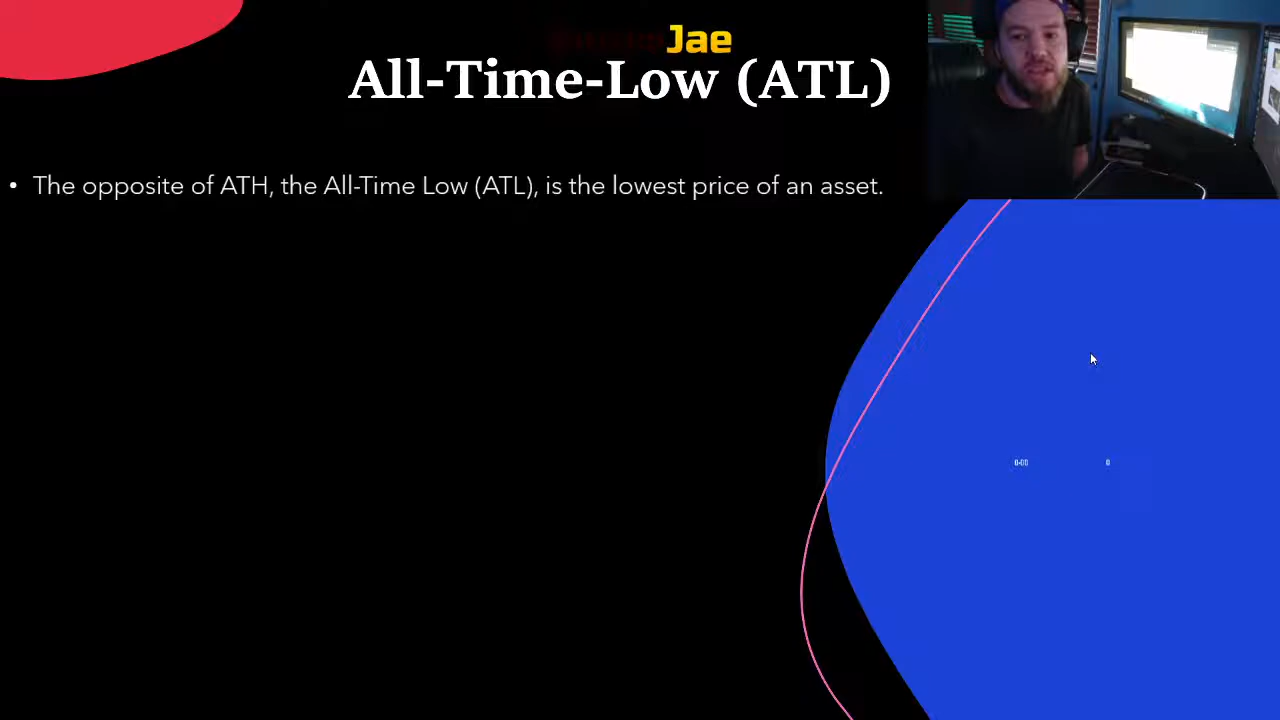 Jae
All-Time-Low (ATL)
• The opposite of ATH, the All-Time Low (ATL), is the lowest price of an asset.